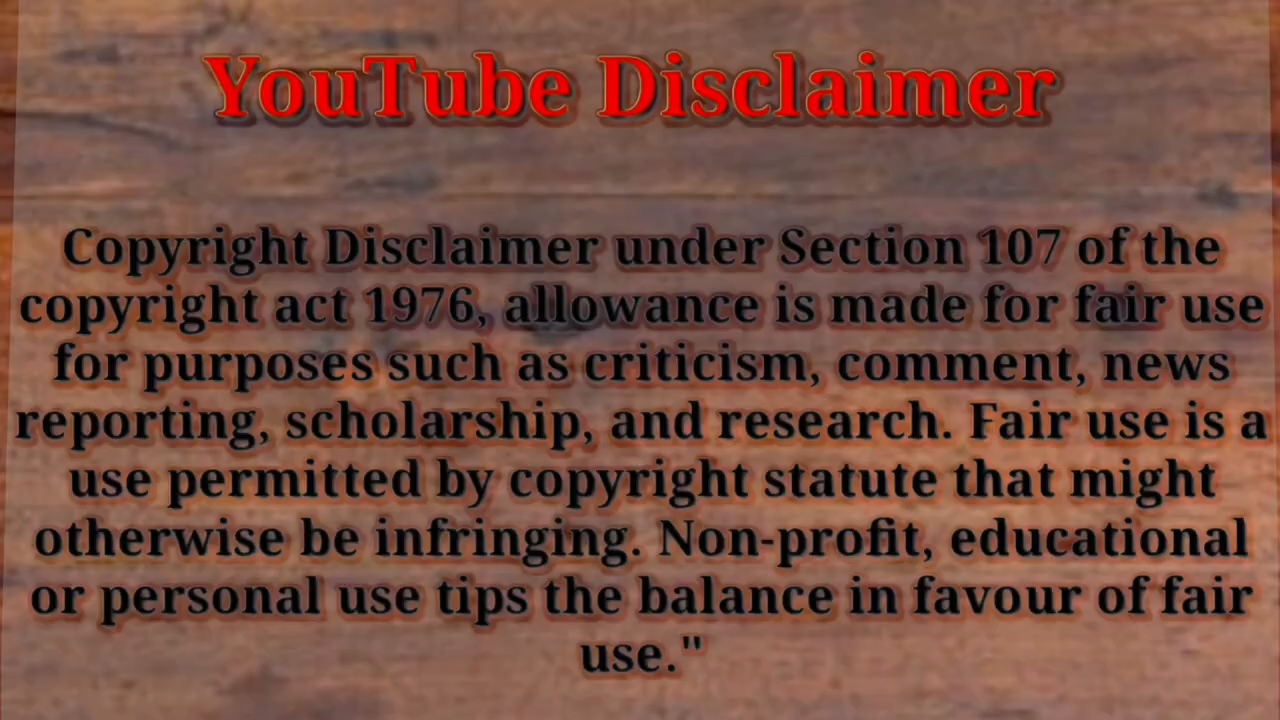 YouTube Disclaimer
Copyright Disclaimer under Section 107 of the
copyright act 1976, allowance is made for fair use
for purposes such as criticism, comment, news
reporting, scholarship, and research. Fair use is a
use permitted by copyright statute that might
otherwise be infringing. Non-profit, educational
or personal use tips the balance in favour of fair
use."